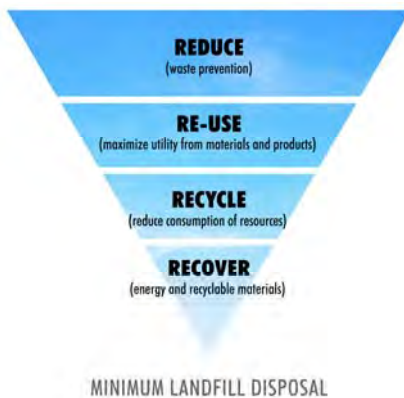 REDUCE
(waste prevention)
RE-USE
(maximize utility from materials and products)
RECYCLE
(reduce consumption of resources)
RECOVER
(energy and recyclable materials)
MINIMUM LANDFILL DISPOSAL